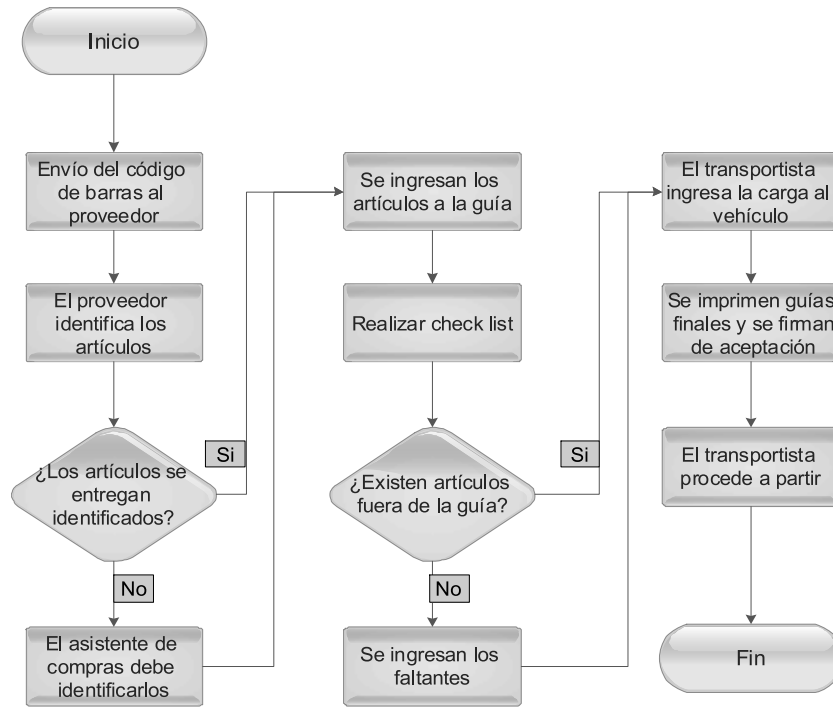 Inicio
Envío del código
de barras al
proveedor
El proveedor
identifica los
artículos
¿Los artículos se
entregan
identificados?
Si
No
El asistente de
compras debe
identificarlos
Se ingresan los
artículos a la guía
Realizar check list
¿Existen artículos
fuera de la guía?
Si
No
Se ingresan los
faltantes
El transportista
ingresa la carga al
vehículo
Se imprimen guías
finales y se firman
de aceptación
El transportista
procede a partir
Fin